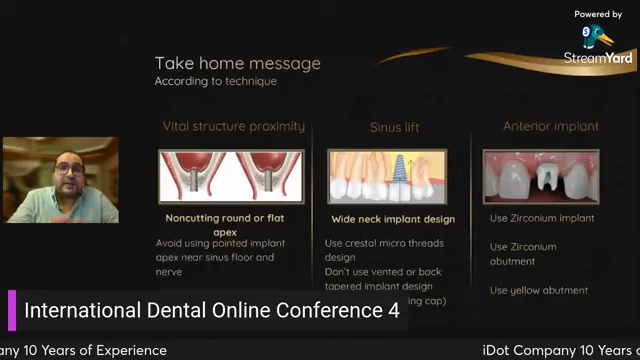 Powered by
StreamYard
Take home message
According to technique
Vital structure proximity
Noncutting round or flat
apex
Avoid using pointed implant
apex near sinus floor and
nerve
Sinus lift
Wide neck implant design
Use crestal micro threads
design
Don't use vented or back
tapered implant design
ng cap)
Anterior implant
Use Zirconium implant
Use Zirconium
abutment
Use yellow abutment
International Dental Online Conference 4
any 10 Years of Experience
iDot Company 10 Years o